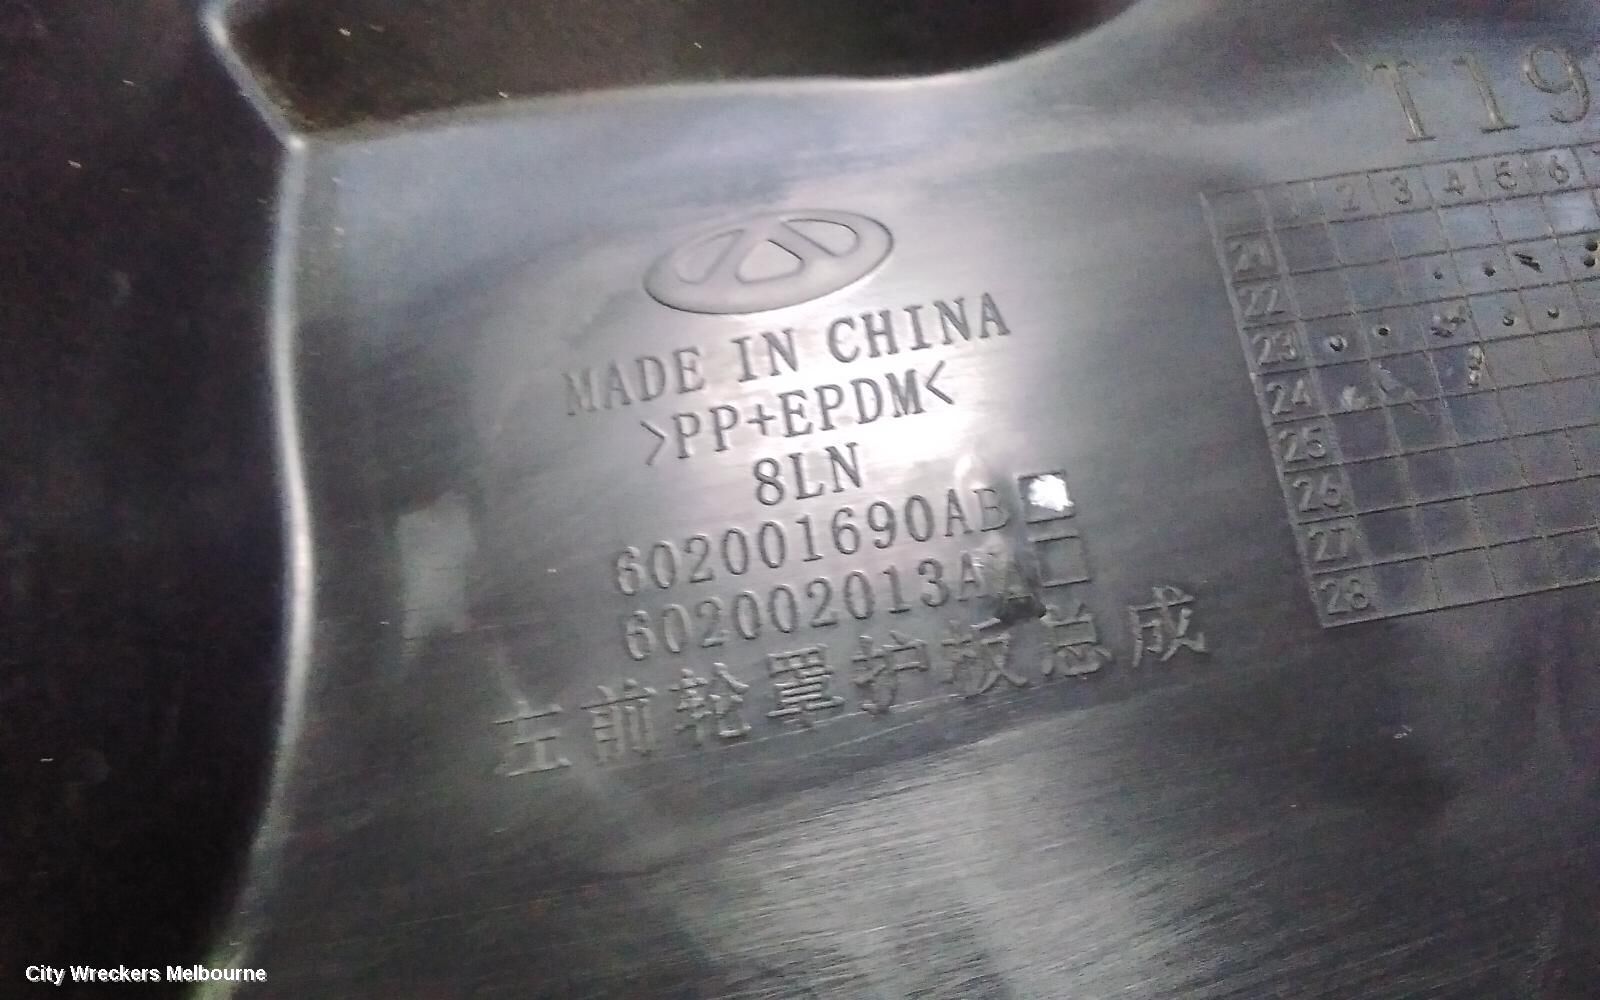 T19
2 3 4 5 6
21
22
23
24
25
26
27
28
MADE IN CHINA
>PP+EPDM<
8LN
602001690AB
602002013AA
左前轮罩护板总成
City Wreckers Melbourne